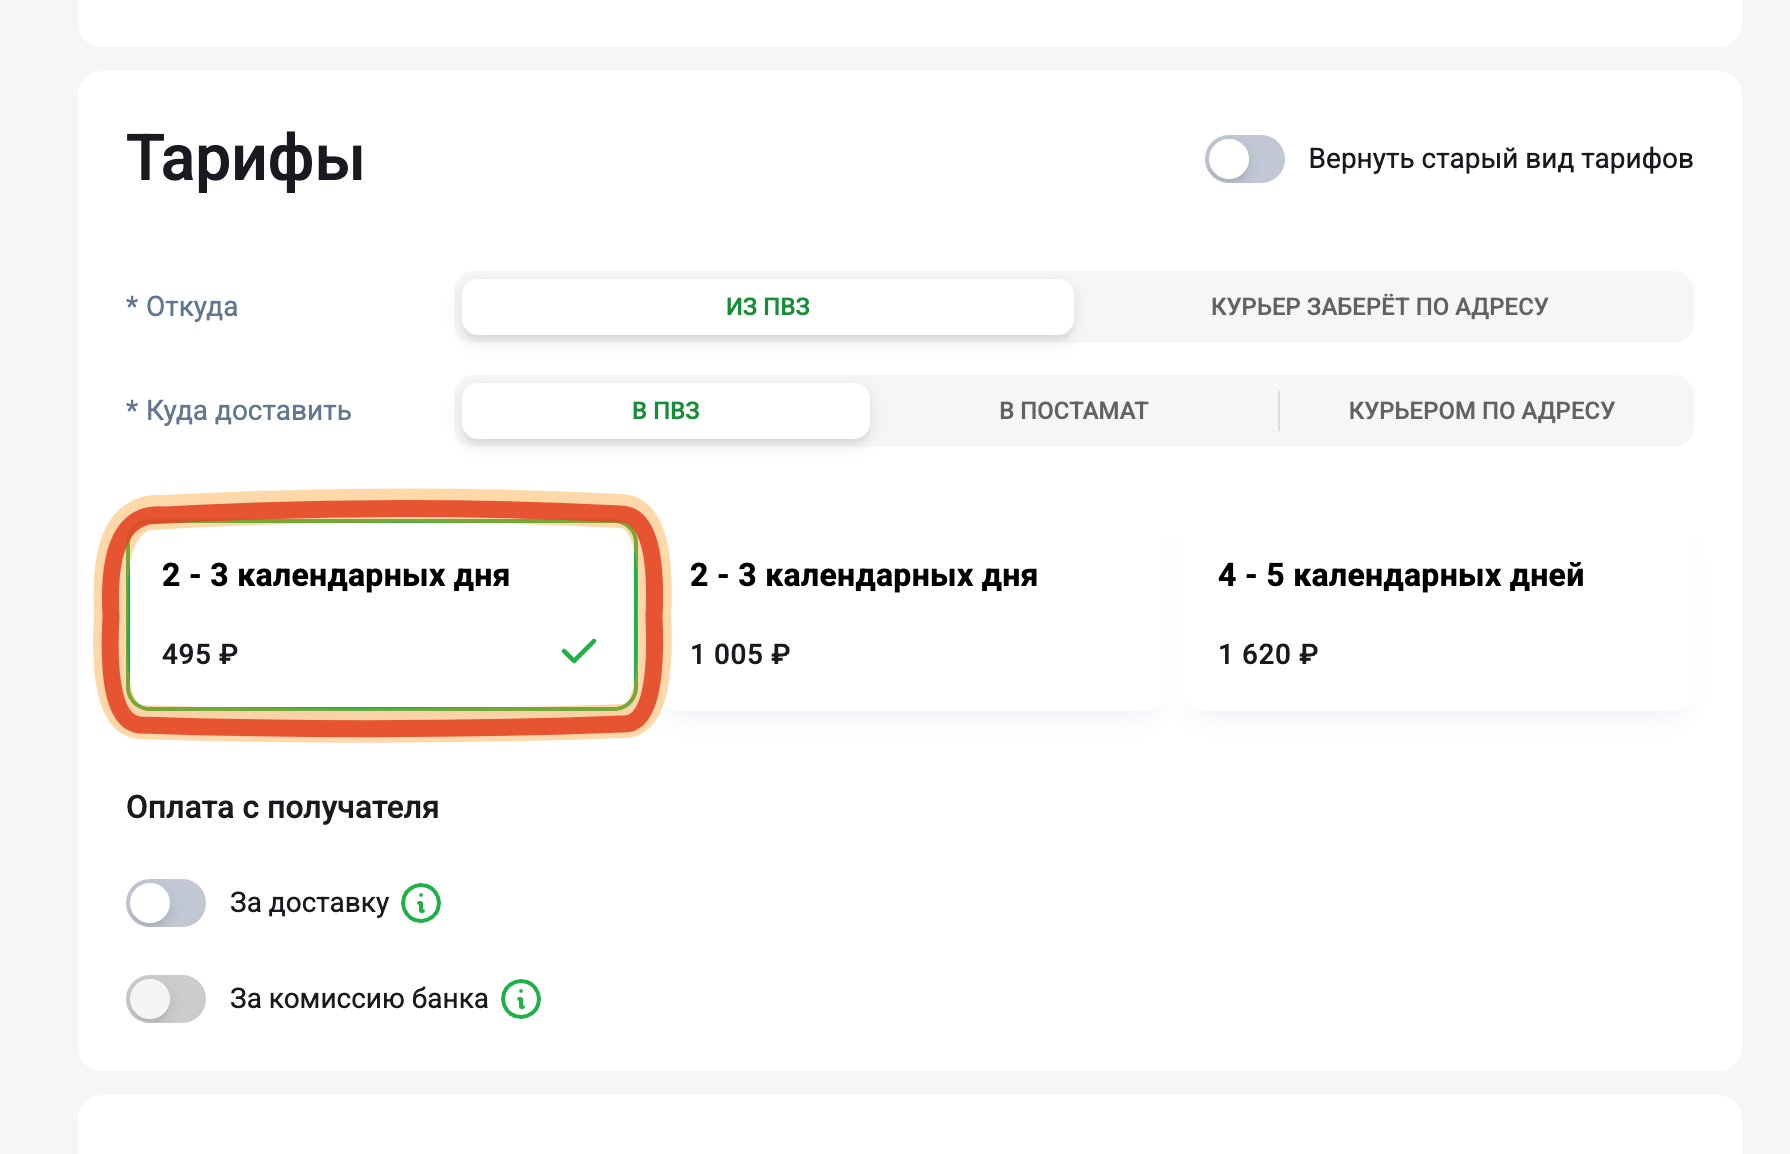 Тарифы
Вернуть старый вид тарифов
* Откуда
ИЗ ПВЗ
КУРЬЕР ЗАБЕРЁТ ПО АДРЕСУ
* Куда доставить
В ПВЗ
В ПОСТАМАТ
КУРЬЕРОМ ПО АДРЕСУ
2 - 3 календарных дня
495 ₽
2 - 3 календарных дня
1 005 ₽
4 - 5 календарных дней
1 620 ₽
Оплата с получателя
За доставку
За комиссию банка